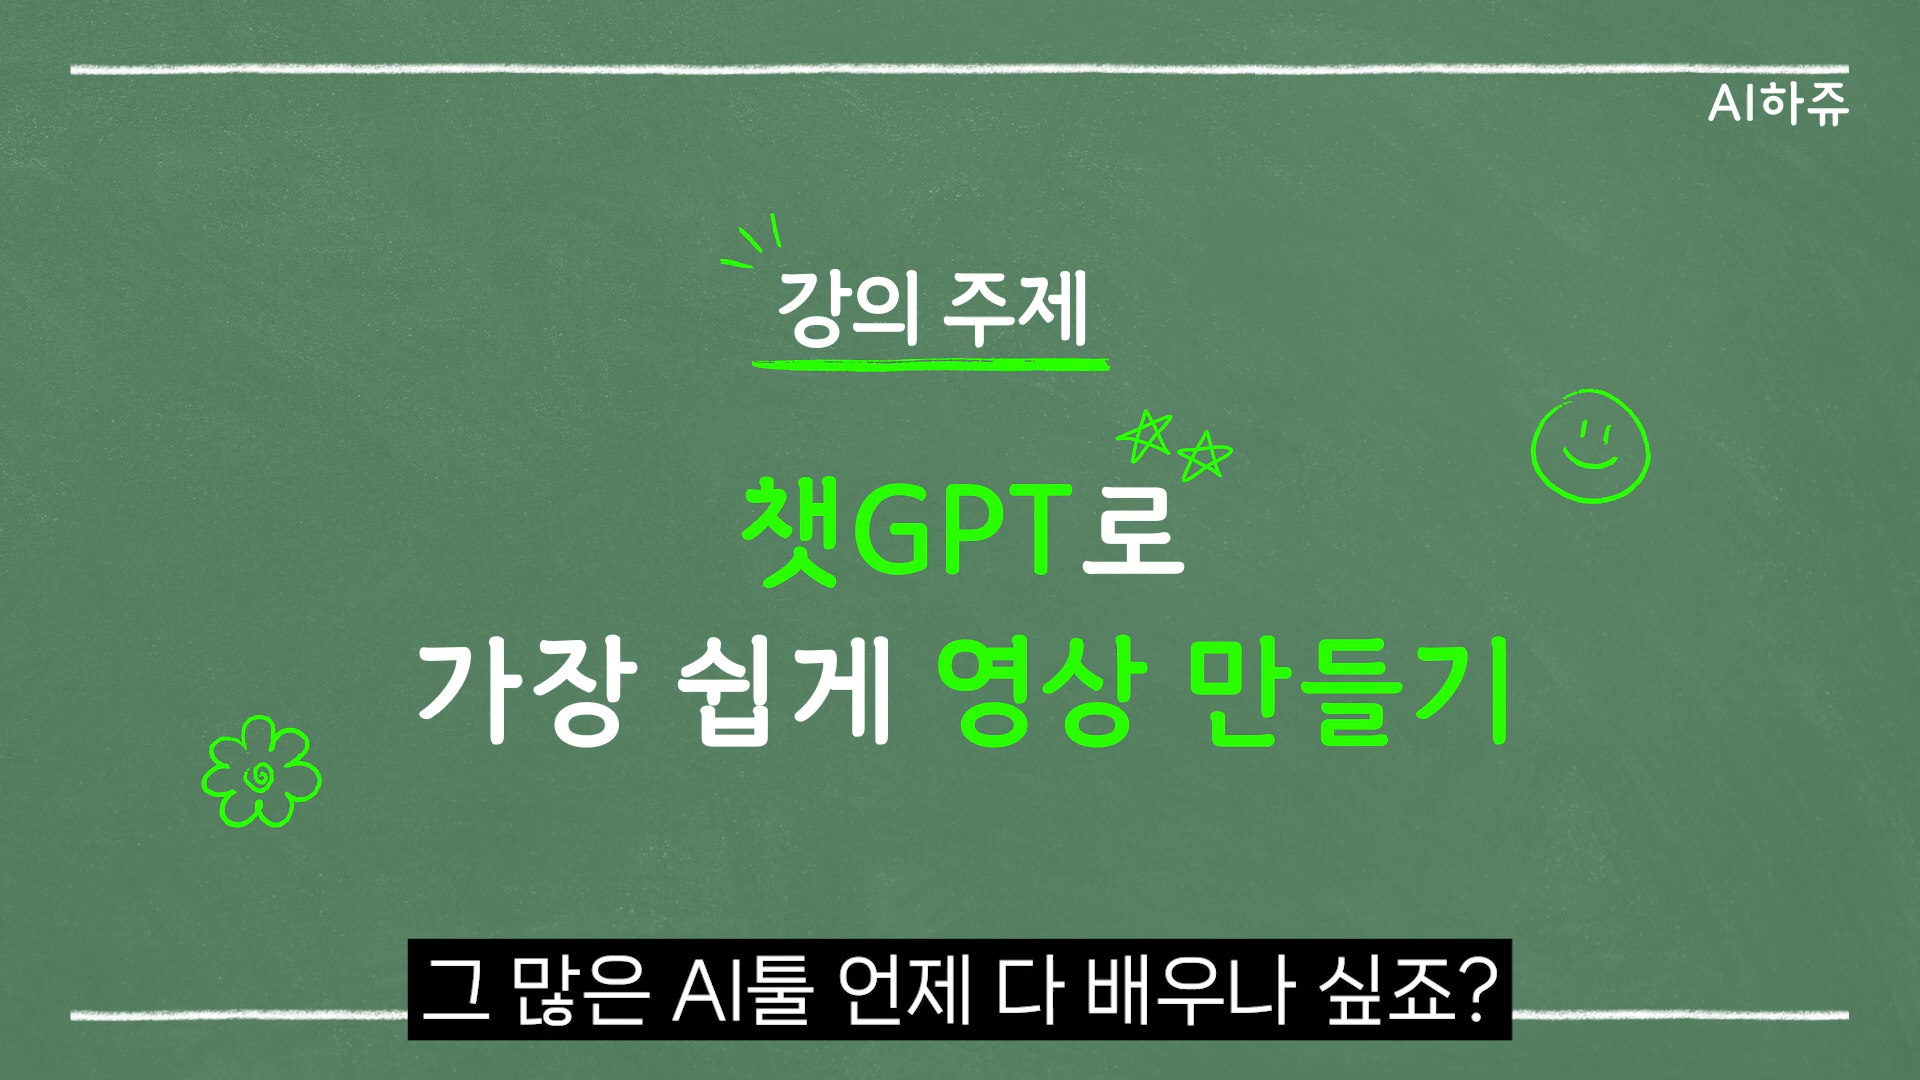 AI하쥬
강의 주제
챗GPT로
가장 쉽게 영상 만들기
그 많은 AI툴 언제 다 배우나 싶죠?